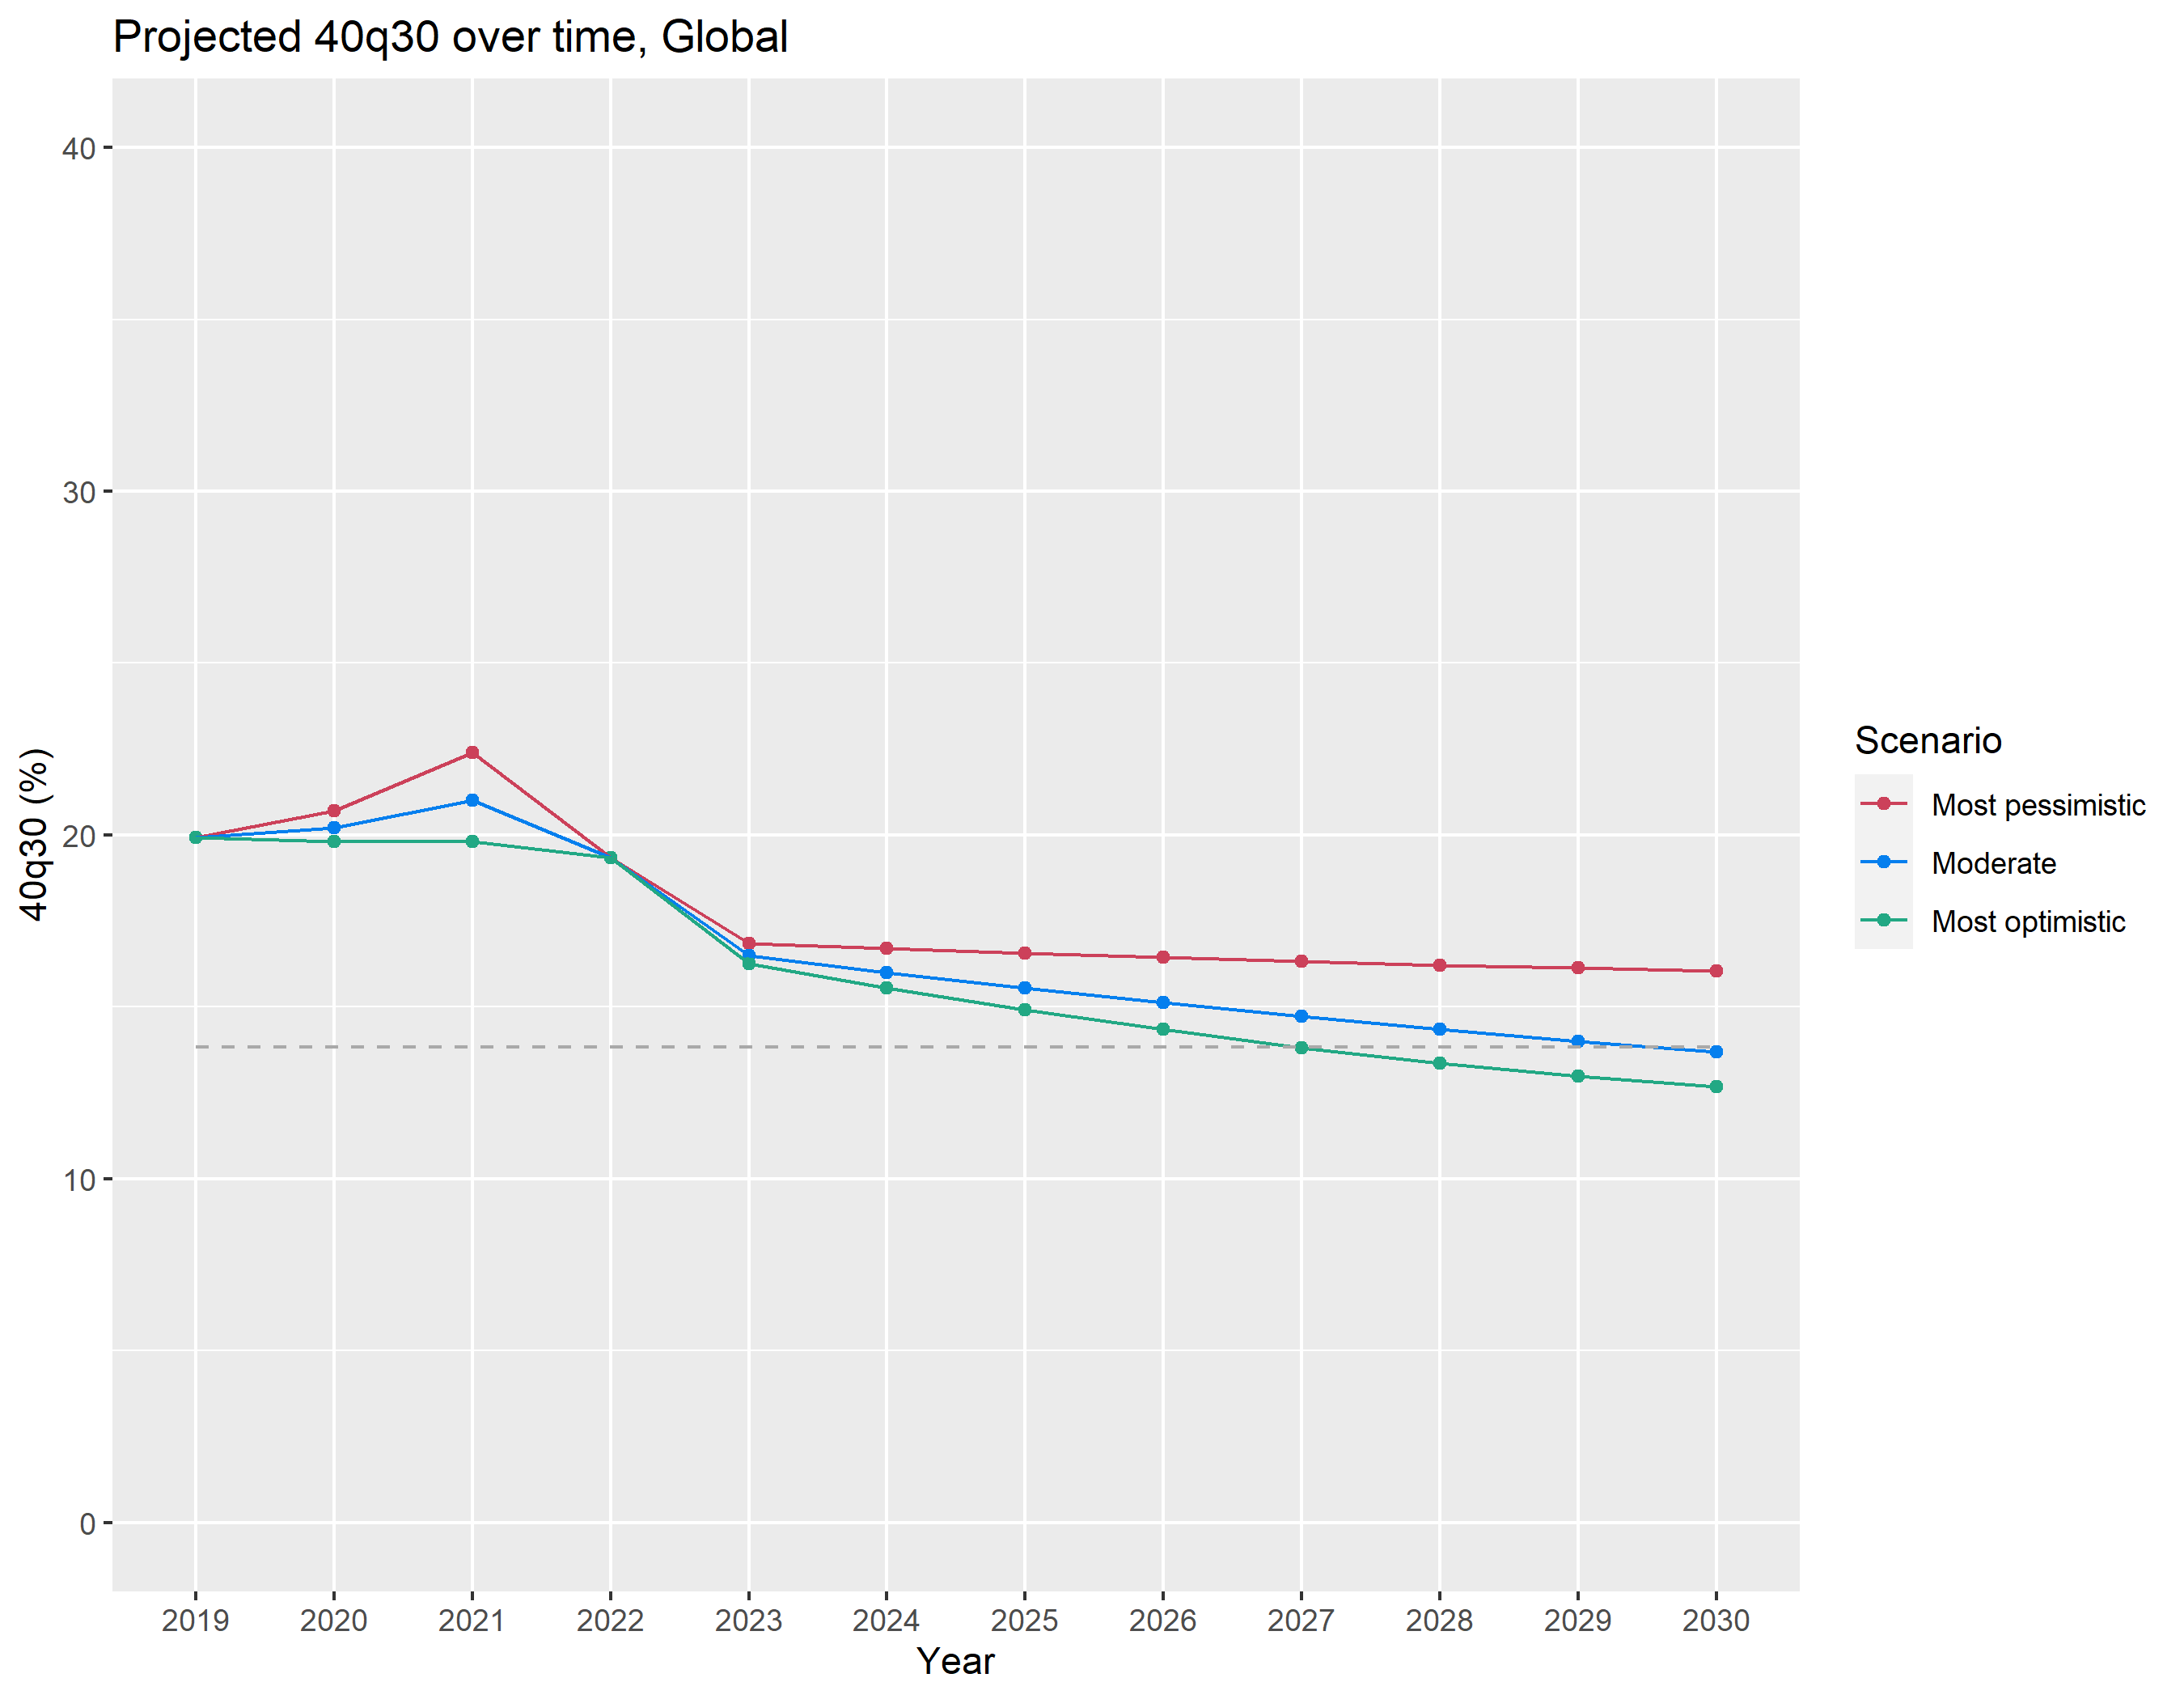 Projected 40q30 over time, Global
40q30 (%)
40
30
20
10
0
2019 2020 2021 2022 2023 2024 2025 2026 2027 2028 2029 2030
Year
Scenario
Most pessimistic
Moderate
Most optimistic